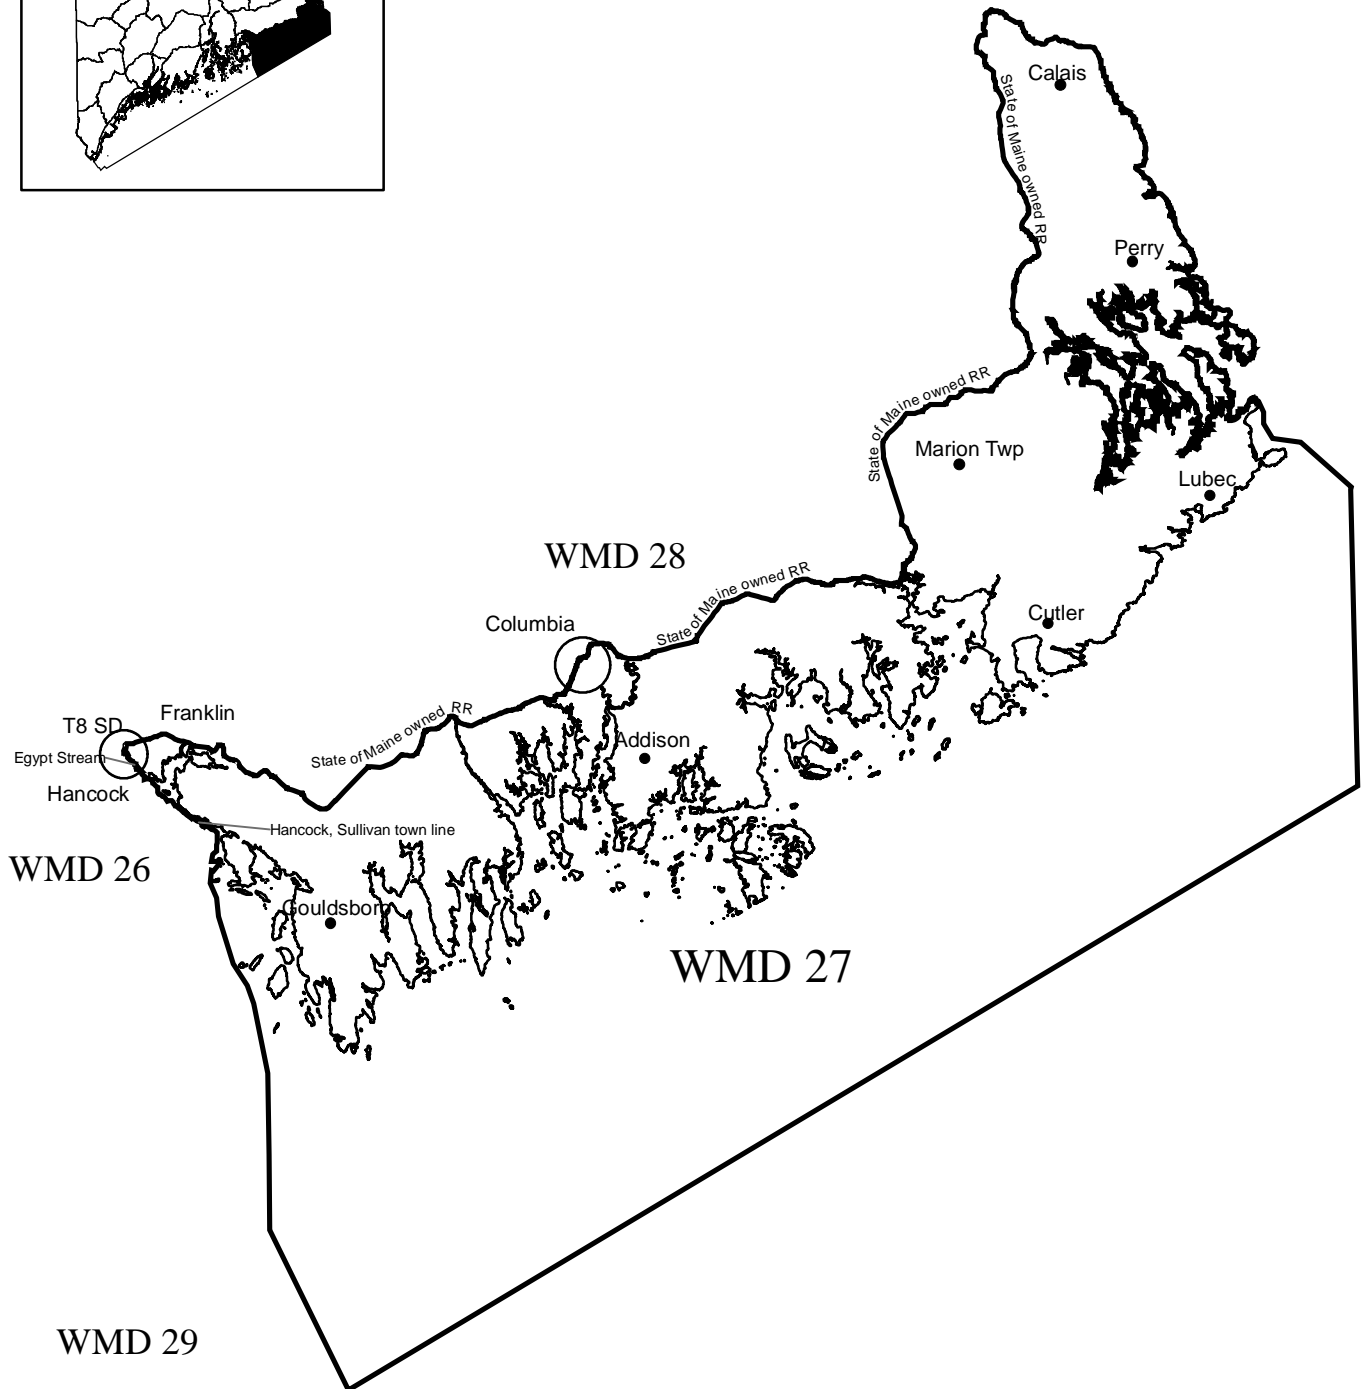 Calais
State of Maine owned RR
Perry
State of Maine owned RR
Marion Twp
Lubec
WMD 28
State of Maine owned RR
Columbia
Cutler
State of Maine owned RR
Franklin
T8 SD
Addison
Egypt Stream
Hancock
Hancock, Sullivan town line
WMD 26
Gouldsboro
WMD 27
WMD 29